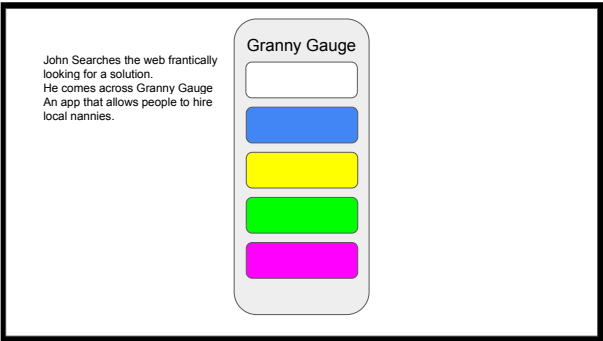 John Searches the web frantically
looking for a solution.
He comes across Granny Gauge
An app that allows people to hire
local nannies.
Granny Gauge